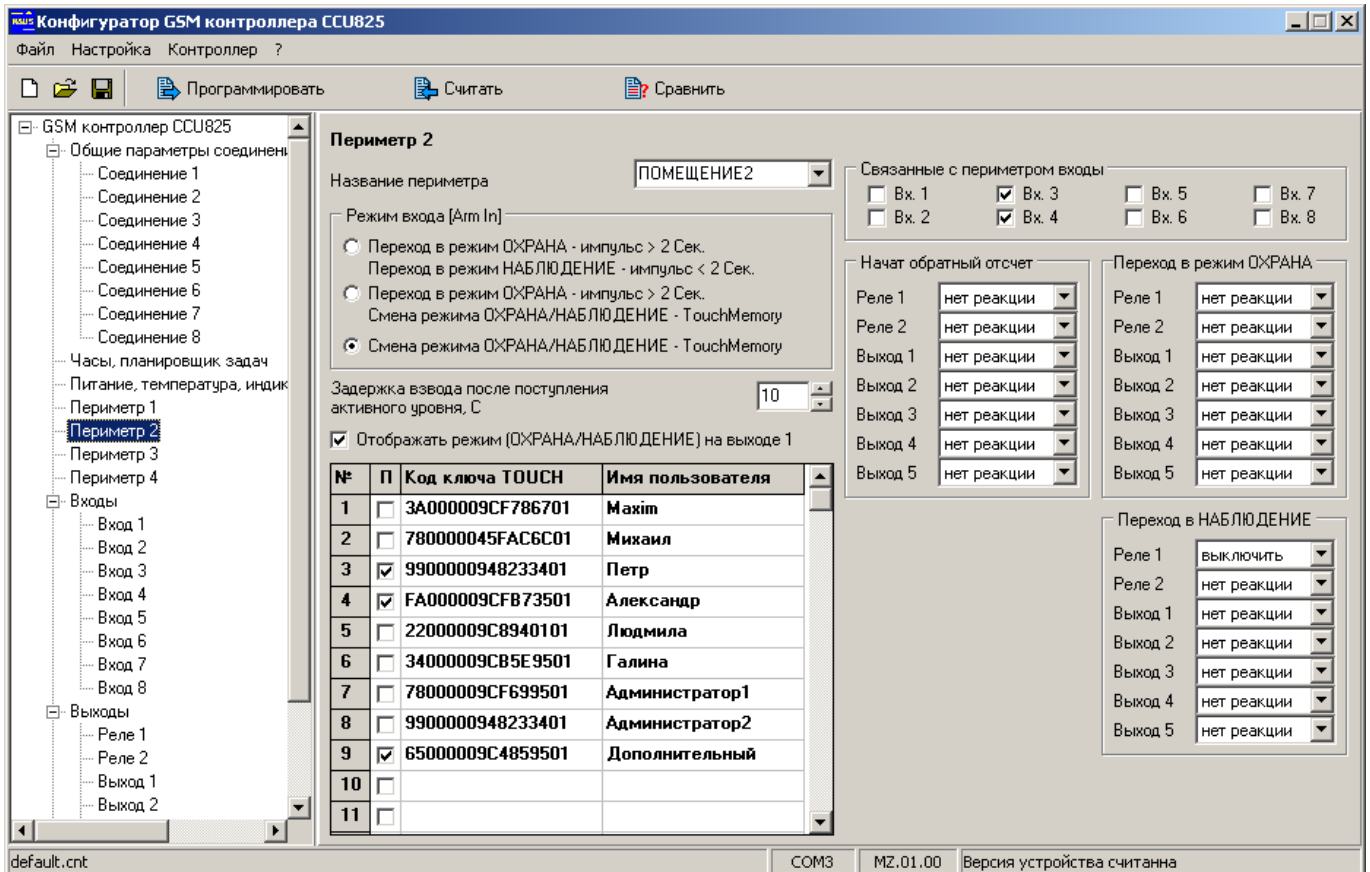 Конфигуратор GSM контроллера CCU825
Файл Настройка Контроллер ?
Программировать Считать Сравнить
GSM контроллер CCU825
Общие параметры соединени
Соединение 1
Соединение 2
Соединение 3
Соединение 4
Соединение 5
Соединение 6
Соединение 7
Соединение 8
Часы, планировщик задач
Питание, температура, индик
Периметр 1
Периметр 2
Периметр 3
Периметр 4
Входы
Вход 1
Вход 2
Вход 3
Вход 4
Вход 5
Вход 6
Вход 7
Вход 8
Выходы
Реле 1
Реле 2
Выход 1
Выход 2
Периметр 2
Название периметра ПОМЕЩЕНИЕ2
Режим входа [Arm In]
Переход в режим ОХРАНА - импульс > 2 Сек.
Переход в режим НАБЛЮДЕНИЕ - импульс < 2 Сек.
Переход в режим ОХРАНА - импульс > 2 Сек.
Смена режима ОХРАНА/НАБЛЮДЕНИЕ - TouchMemory
Смена режима ОХРАНА/НАБЛЮДЕНИЕ - TouchMemory
Задержка взвода после поступления
активного уровня, С 10
Отображать режим (ОХРАНА/НАБЛЮДЕНИЕ) на выходе 1
№ П Код ключа TOUCH Имя пользователя
1 3A000009CF786701 Maxim
2 780000045FAC6C01 Михаил
3 9900000948233401 Петр
4 FA000009CFB73501 Александр
5 22000009C8940101 Людмила
6 34000009CB5E9501 Галина
7 78000009CF699501 Администратор1
8 9900000948233401 Администратор2
9 65000009C4859501 Дополнительный
10
11
Связанные с периметром входы
Вх. 1 Вх. 3 Вх. 5 Вх. 7
Вх. 2 Вх. 4 Вх. 6 Вх. 8
Начат обратный отсчет
Реле 1 нет реакции
Реле 2 нет реакции
Выход 1 нет реакции
Выход 2 нет реакции
Выход 3 нет реакции
Выход 4 нет реакции
Выход 5 нет реакции
Переход в режим ОХРАНА
Реле 1 нет реакции
Реле 2 нет реакции
Выход 1 нет реакции
Выход 2 нет реакции
Выход 3 нет реакции
Выход 4 нет реакции
Выход 5 нет реакции
Переход в НАБЛЮДЕНИЕ
Реле 1 выключить
Реле 2 нет реакции
Выход 1 нет реакции
Выход 2 нет реакции
Выход 3 нет реакции
Выход 4 нет реакции
Выход 5 нет реакции
default.cnt COM3 MZ.01.00 Версия устройства считанна